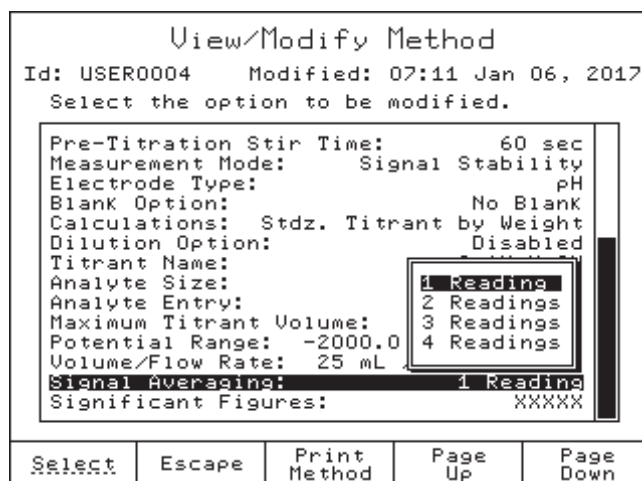 View/Modify Method
Id: USER0004 Modified: 07:11 Jan 06, 2017
Select the option to be modified.
Pre-Titration Stir Time: 60 sec
Measurement Mode: Signal Stability
Electrode Type: pH
Blank Option: No Blank
Calculations: Stdz. Titrant by Weight
Dilution Option: Disabled
Titrant Name:
Analyte Size:
Analyte Entry:
Maximum Titrant Volume:
Potential Range: -2000.0
Volume/Flow Rate: 25 mL
Signal Averaging: 1 Reading
Significant Figures: XXXXX
1 Reading
2 Readings
3 Readings
4 Readings
Select Escape Print Method Page Up Page Down